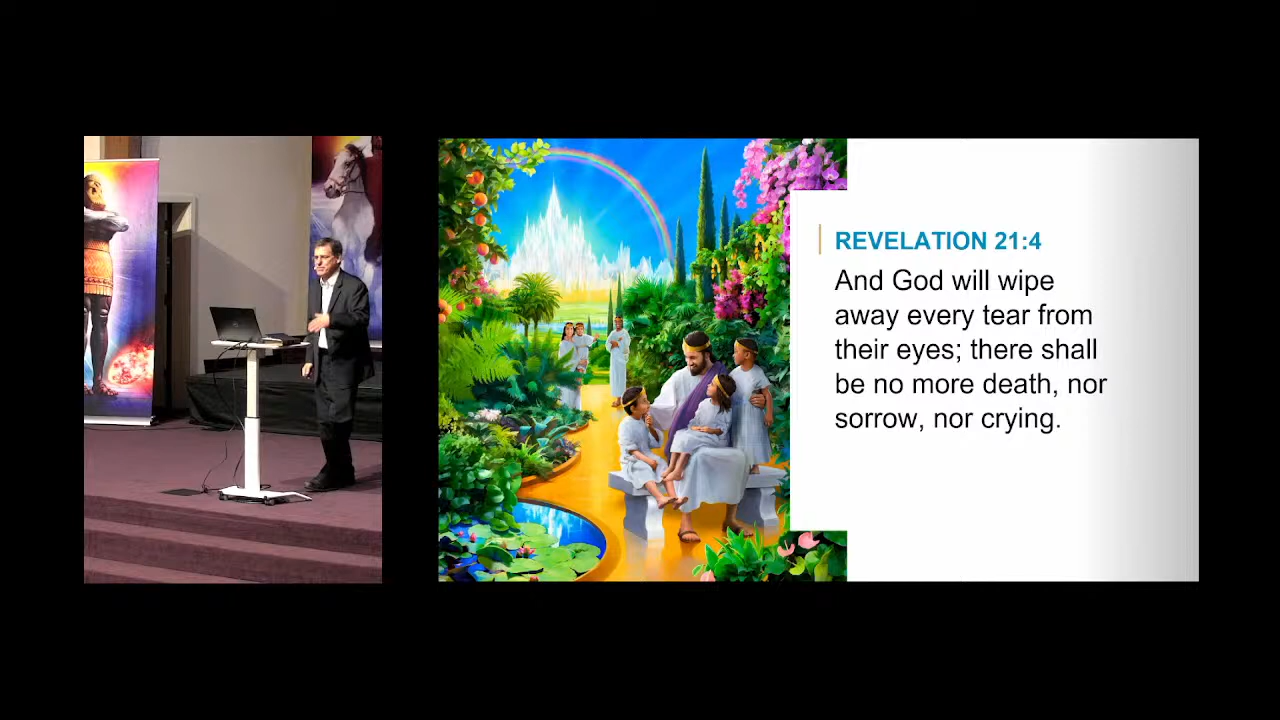 REVELATION 21:4
And God will wipe
away every tear from
their eyes; there shall
be no more death, nor
sorrow, nor crying.